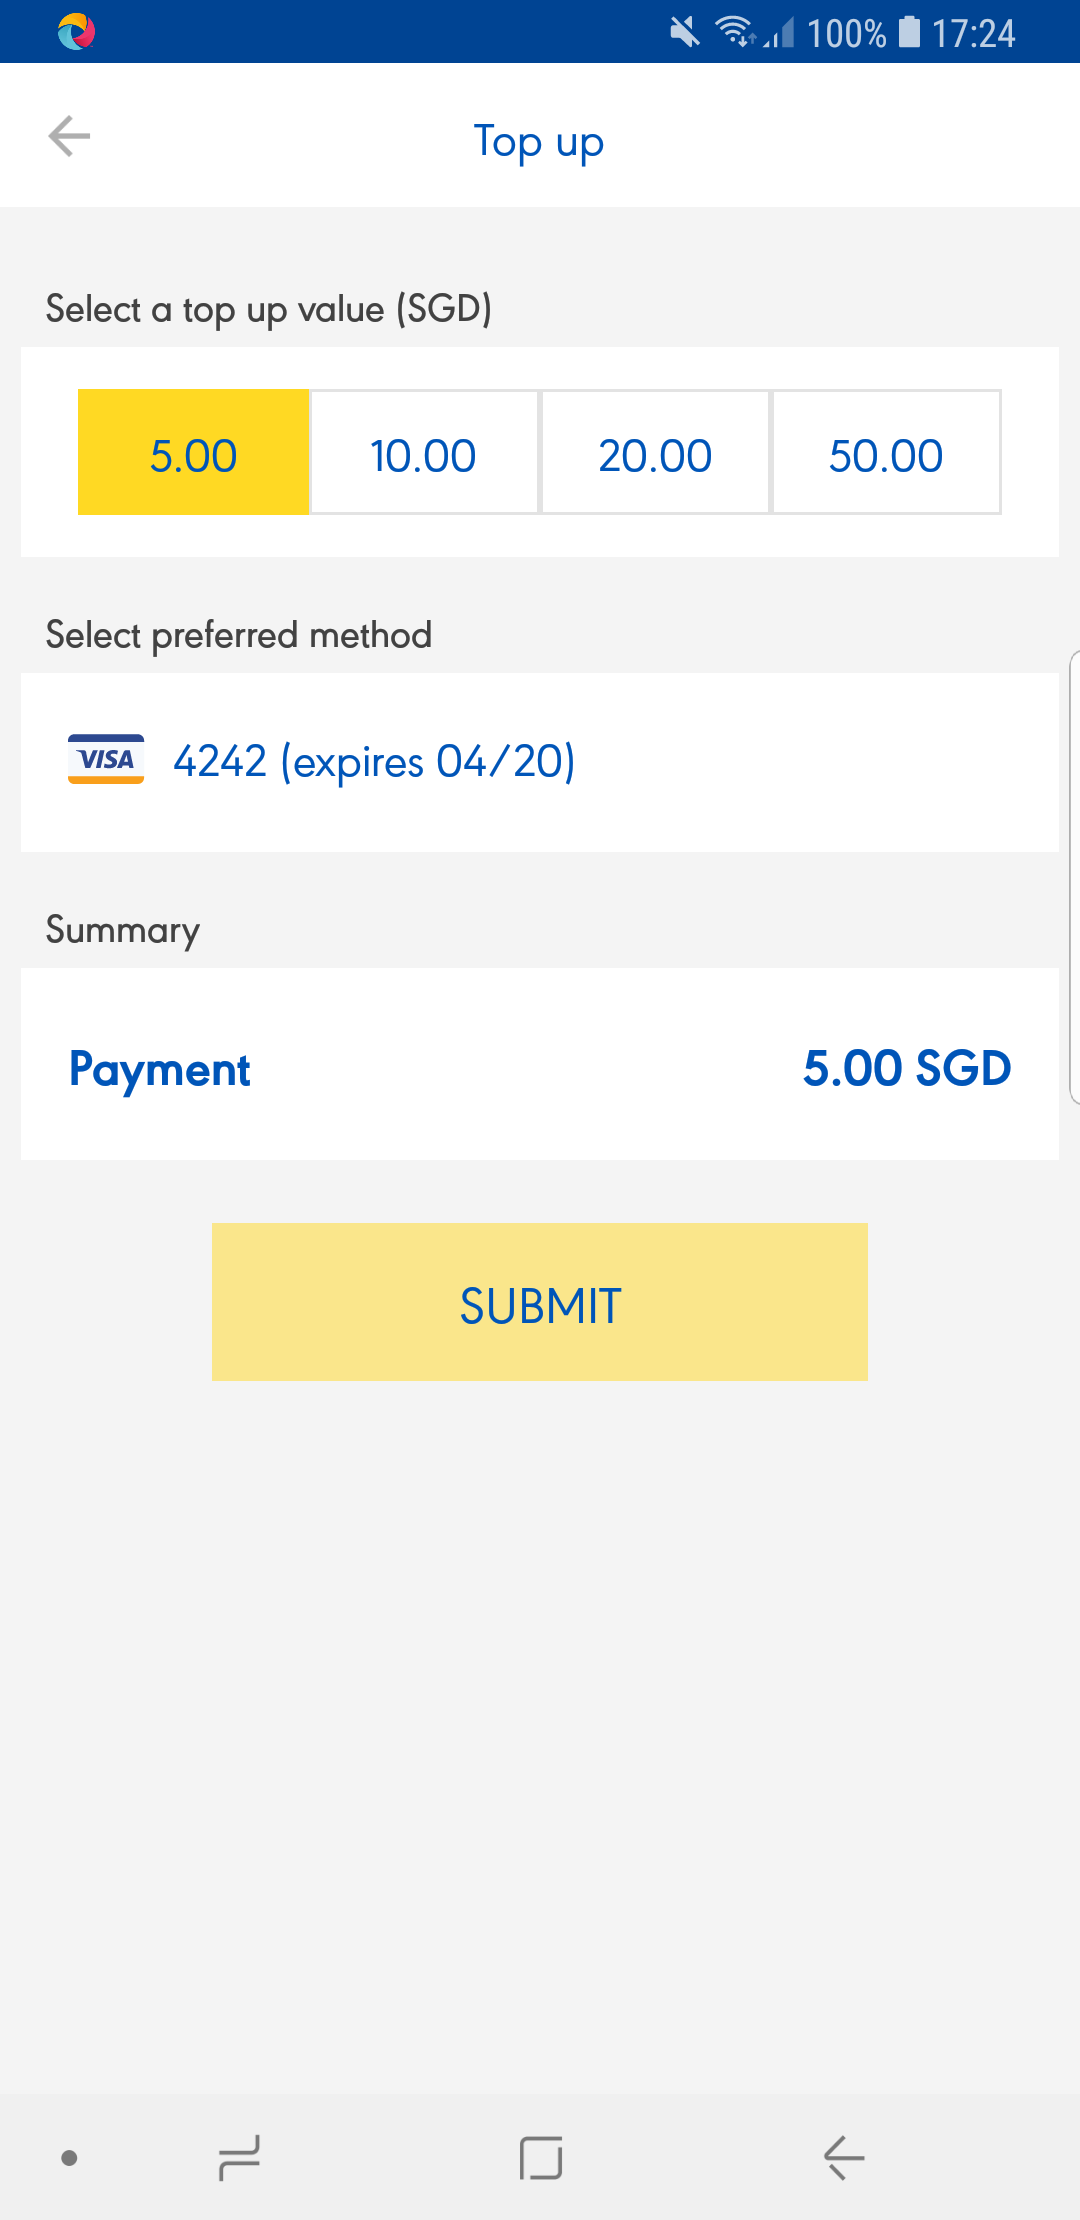 100% 17:24
Top up
Select a top up value (SGD)
5.00 10.00 20.00 50.00
Select preferred method
VISA 4242 (expires 04/20)
Summary
Payment 5.00 SGD
SUBMIT